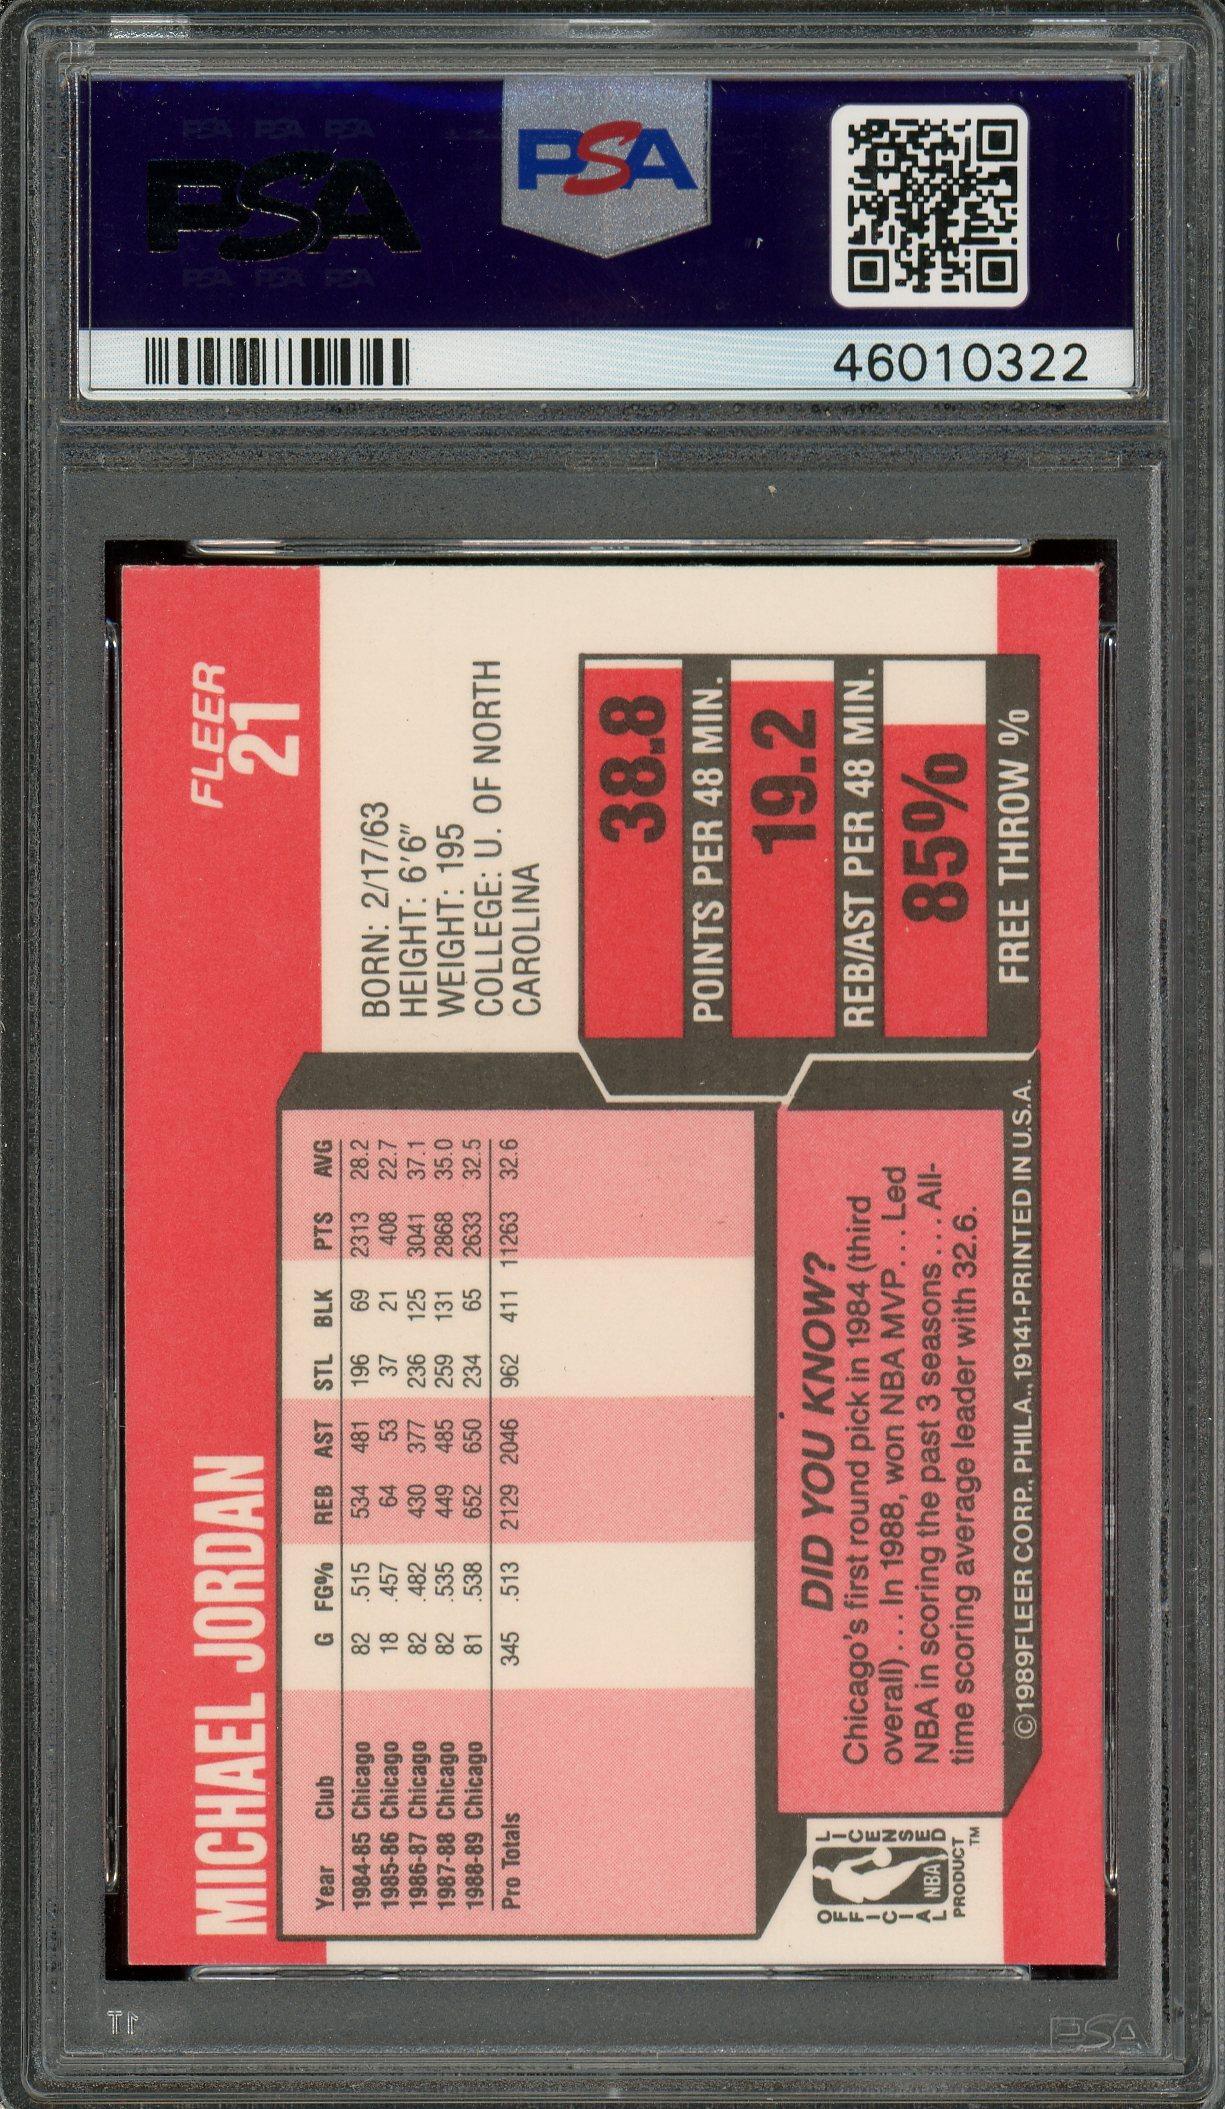 PSA PSA PSA
PSA
PSA PSA PSA
PSA
46010322
FLEER
21
MICHAEL JORDAN
BORN: 2/17/63
HEIGHT: 6'6"
WEIGHT: 195
COLLEGE: U. OF NORTH
CAROLINA
Year Club G FG% REB AST STL BLK PTS AVG
1984-85 Chicago 82 .515 534 481 196 69 2313 28.2
1985-86 Chicago 18 .457 64 53 37 21 408 22.7
1986-87 Chicago 82 .482 430 377 236 125 3041 37.1
1987-88 Chicago 82 .535 449 485 259 131 2868 35.0
1988-89 Chicago 81 .538 652 650 234 65 2633 32.5
Pro Totals 345 .513 2129 2046 962 411 11263 32.6
38.8
POINTS PER 48 MIN.
19.2
REB/AST PER 48 MIN.
85%
FREE THROW %
DID YOU KNOW?
Chicago's first round pick in 1984 (third
overall)... In 1988, won NBA MVP... Led
NBA in scoring the past 3 seasons... All-
time scoring average leader with 32.6.
OFFICIAL LICENSED
NBA
PRODUCT TM
©1989FLEER CORP., PHILA., 19141-PRINTED IN U.S.A.
PSA